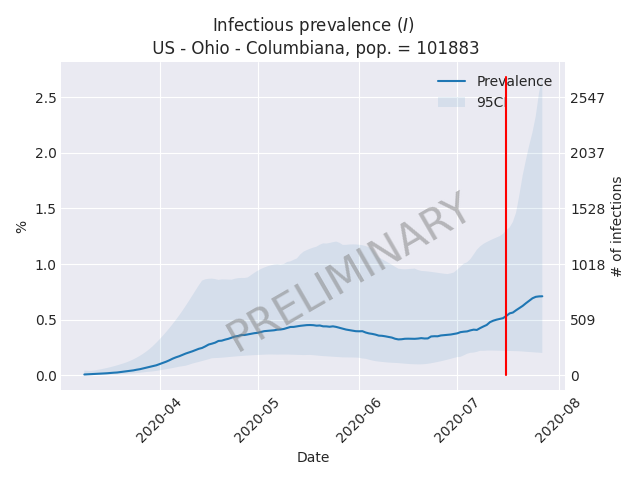 Infectious prevalence (I)
US - Ohio - Columbiana, pop. = 101883
Prevalence
95CI
2.5
2.0
1.5
1.0
0.5
0.0
%
2547
2037
1528
1018
509
0
# of infections
PRELIMINARY
2020-04
2020-05
2020-06
2020-07
2020-08
Date